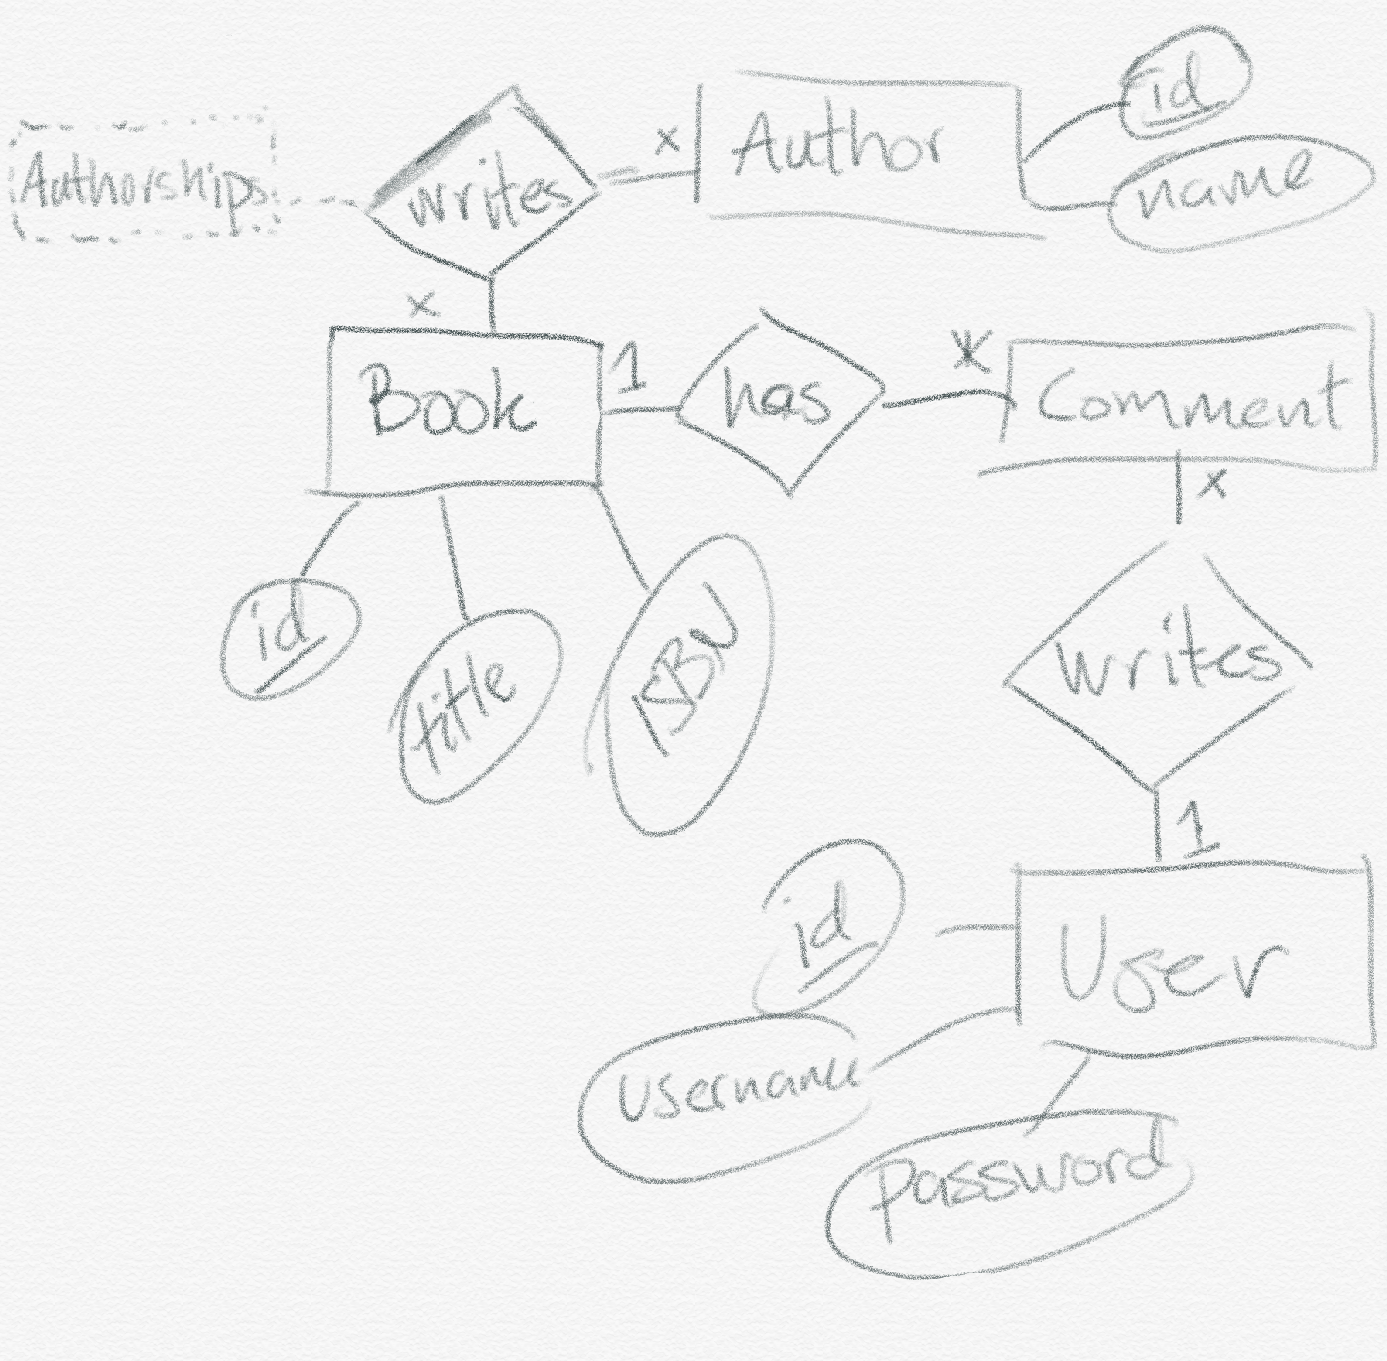 id
Author
x
name
Authorships
writes
x
Book
1
has
*
Comment
x
id
title
ISBN
writes
1
id
User
username
password